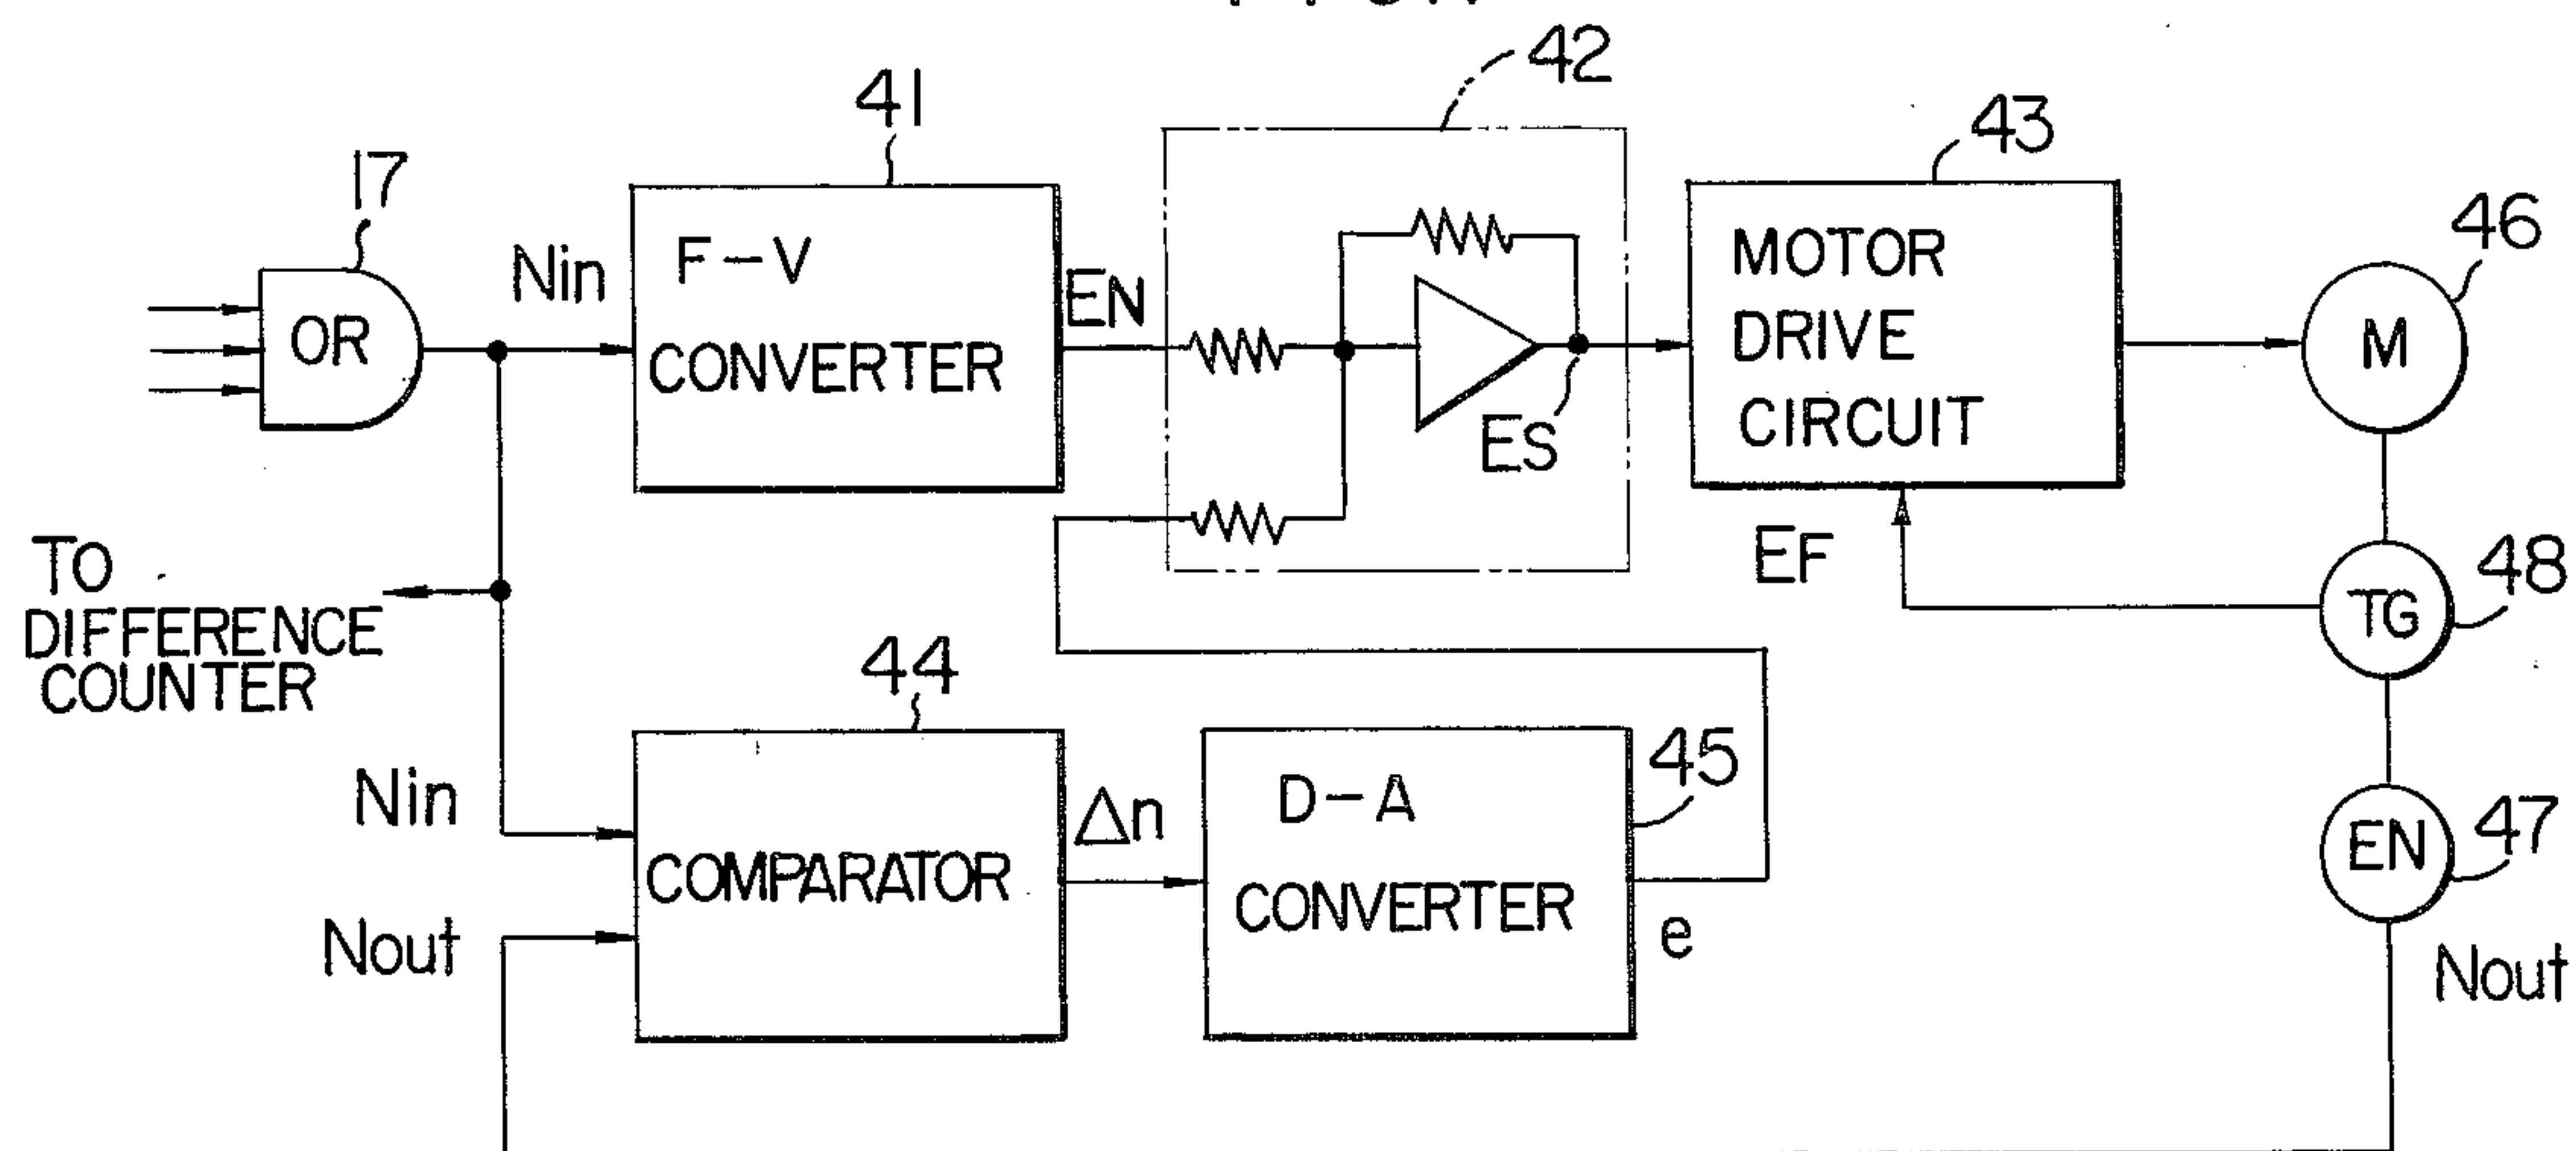 42
41
43
17
46
Nin
F-V
CONVERTER
EN
OR
MOTOR
DRIVE
CIRCUIT
M
ES
TO
DIFFERENCE
COUNTER
EF
48
TG
44
45
Nin
Nout
COMPARATOR
Δn
D-A
CONVERTER
e
47
EN
Nout